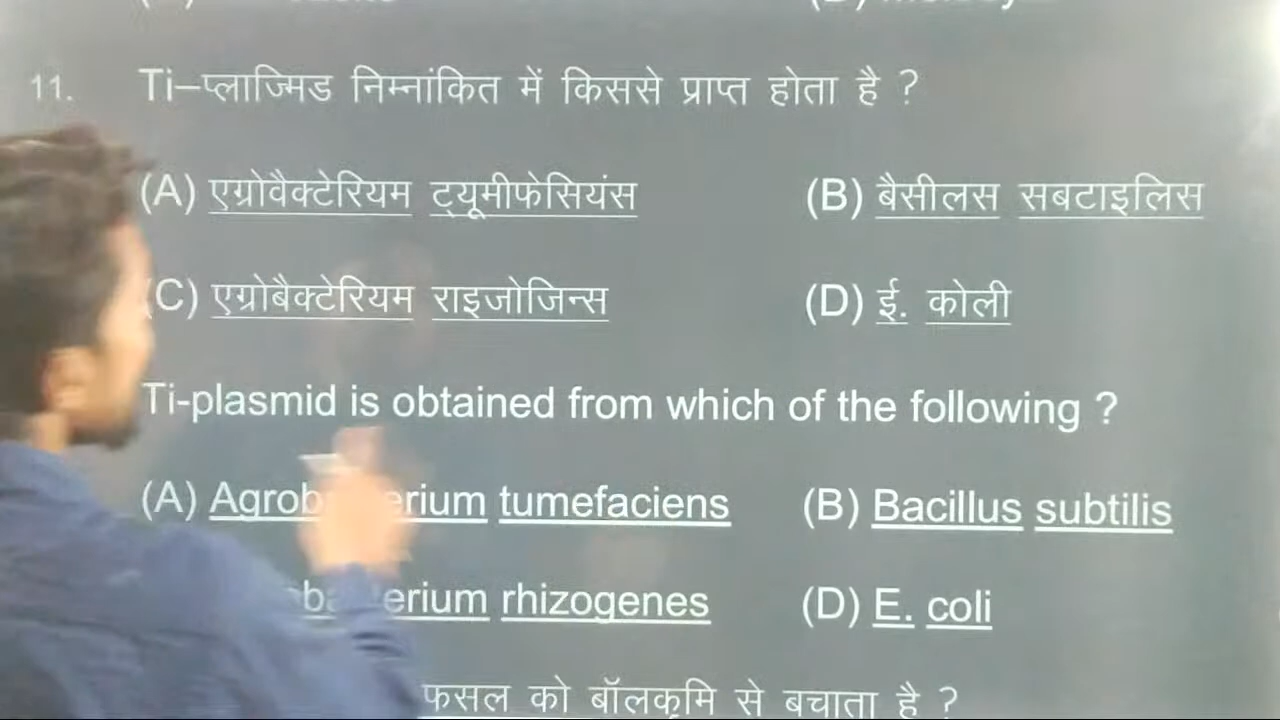 11. Ti–प्लाज्मिड निम्नांकित में किससे प्राप्त होता है ?
(A) एग्रोवैक्टेरियम ट्यूमीफेसियंस (B) बैसीलस सबटाइलिस
(C) एग्रोबैक्टेरियम राइजोजिन्स (D) ई. कोली
Ti-plasmid is obtained from which of the following ?
(A) tumefaciens (B) Bacillus subtilis
rhizogenes (D) E. coli
फसल को बॉलकृमि से बचाता है ?